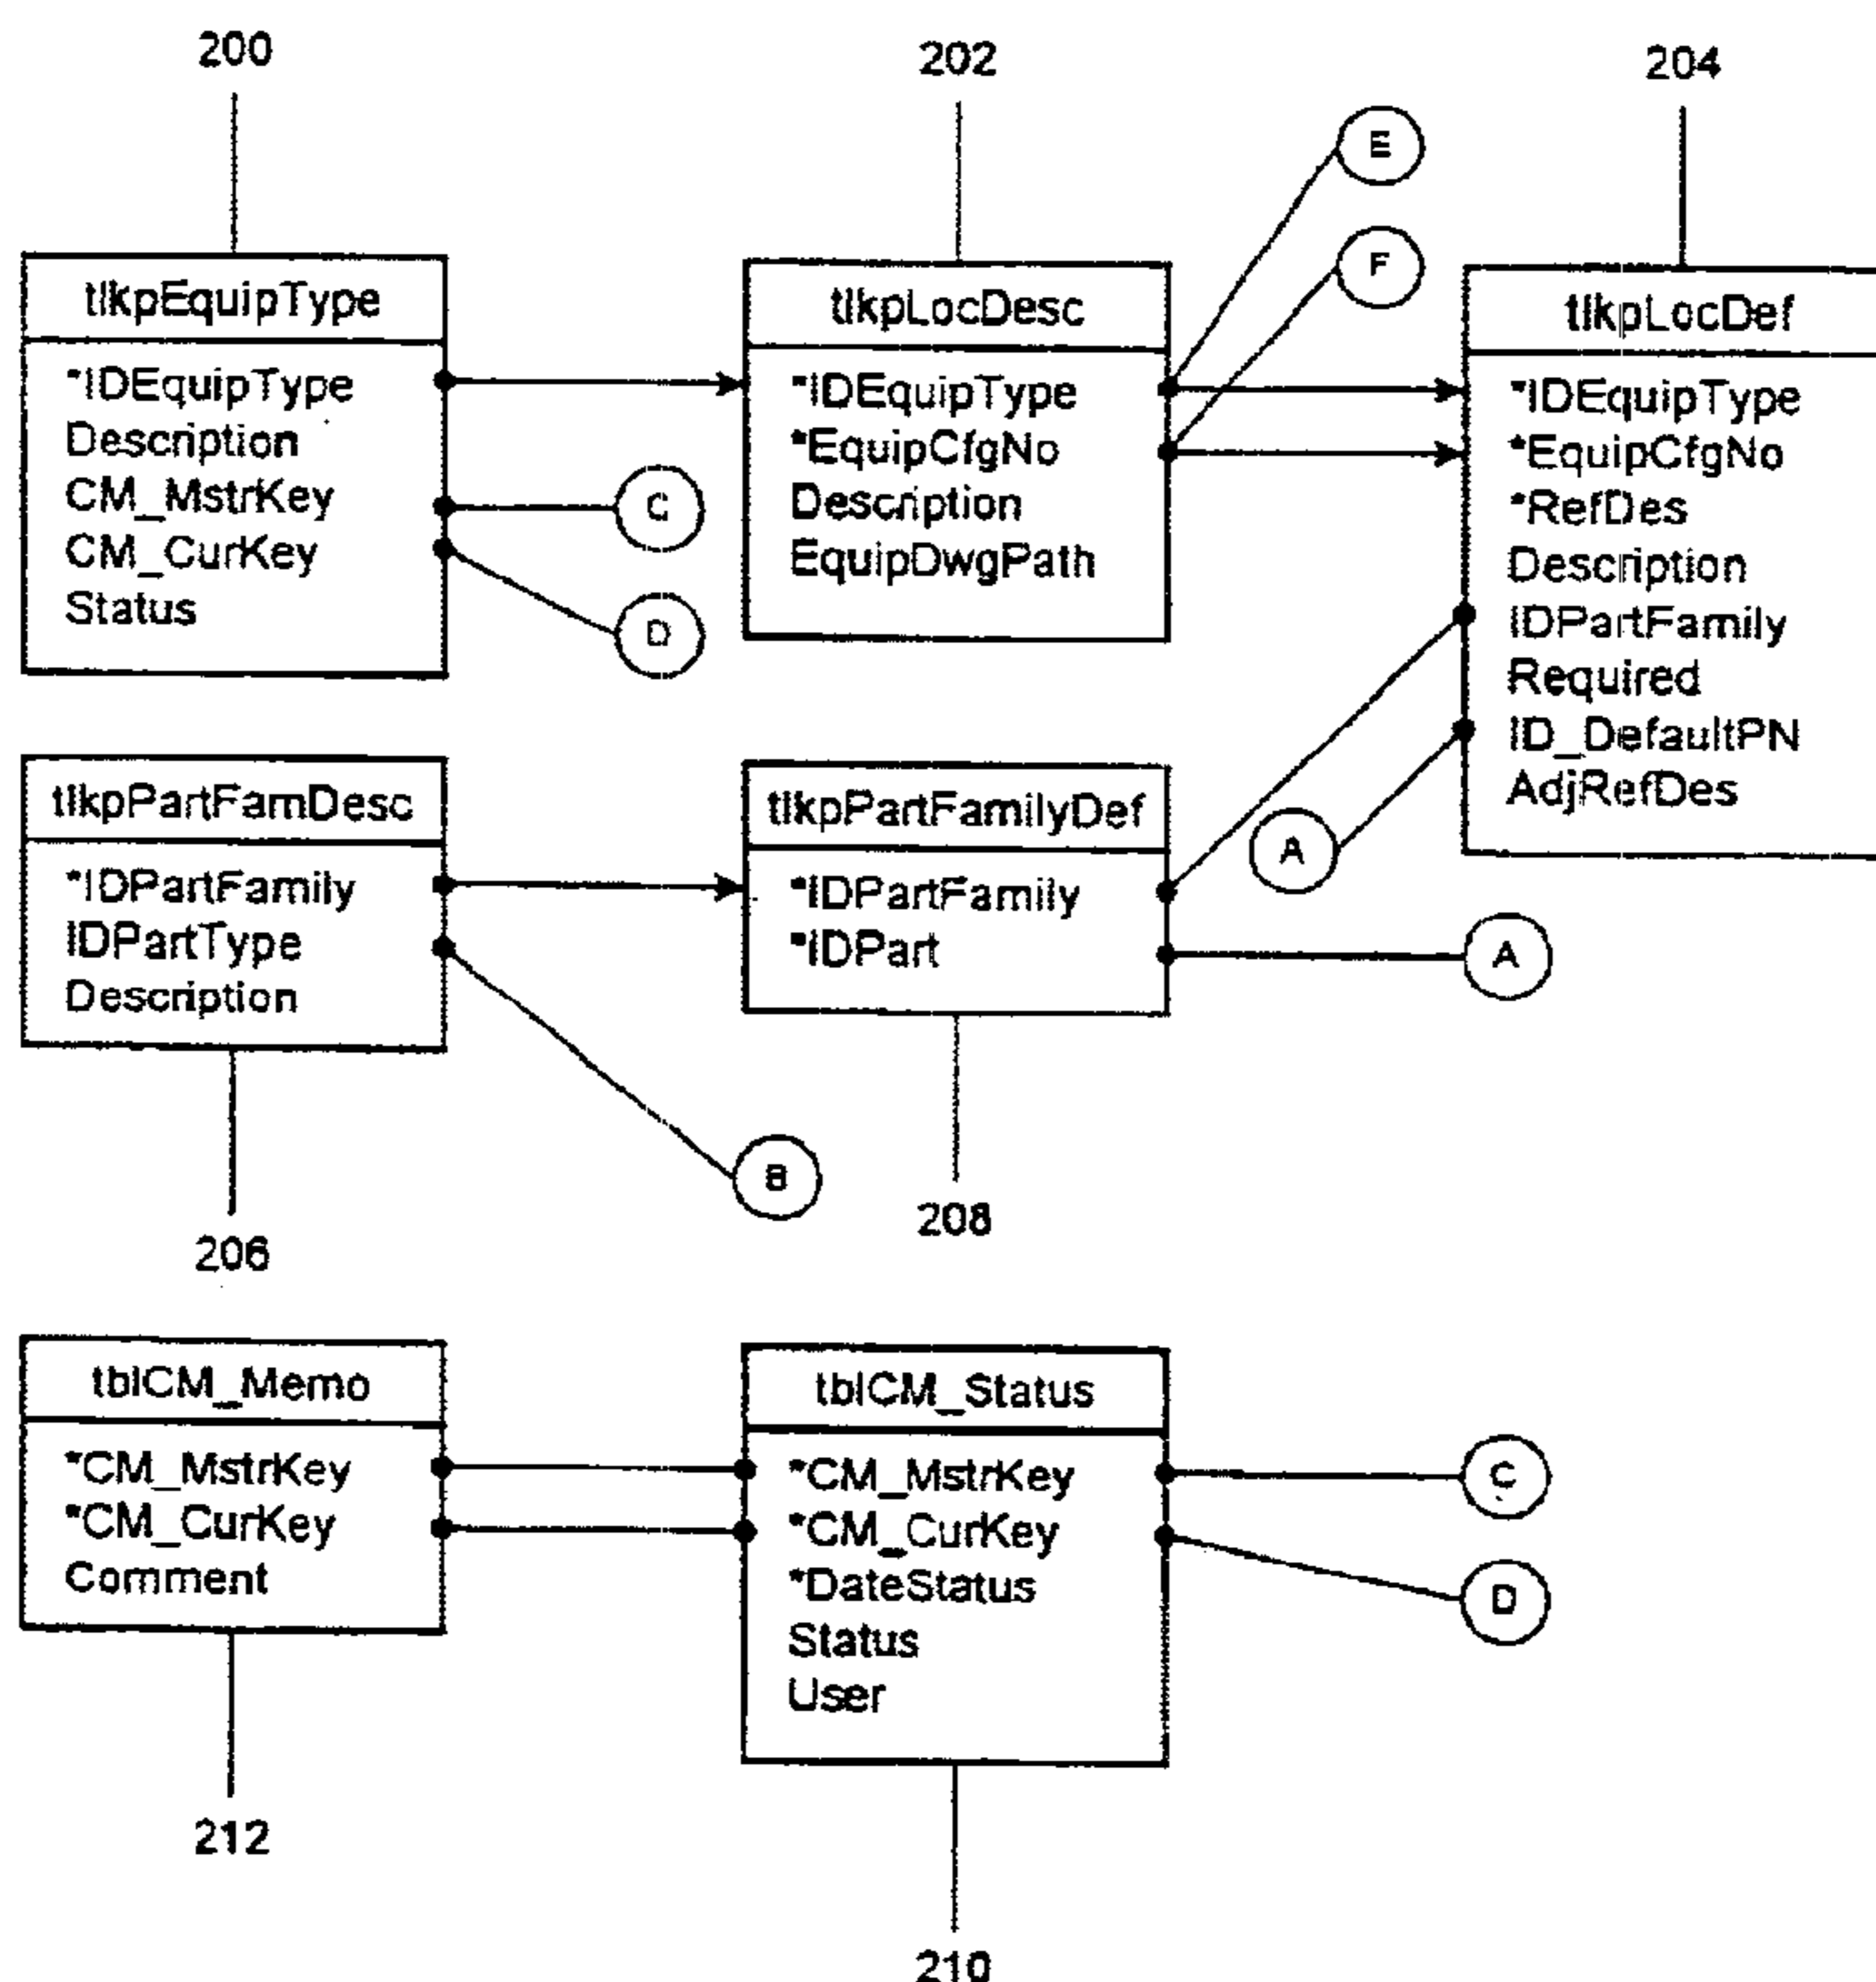 200
202
204
E
F
tlkpEquipType
*IDEquipType
Description
CM_MstrKey
CM_CurKey
Status
C
D
tlkpLocDesc
*IDEquipType
*EquipCfgNo
Description
EquipDwgPath
tlkpLocDef
*IDEquipType
*EquipCfgNo
*RefDes
Description
IDPartFamily
Required
ID_DefaultPN
AdjRefDes
tlkpPartFamDesc
*IDPartFamily
IDPartType
Description
tlkpPartFamilyDef
*IDPartFamily
*IDPart
A
A
B
206
208
tblCM_Memo
*CM_MstrKey
*CM_CurKey
Comment
tblCM_Status
*CM_MstrKey
*CM_CurKey
*DateStatus
Status
User
C
D
212
210